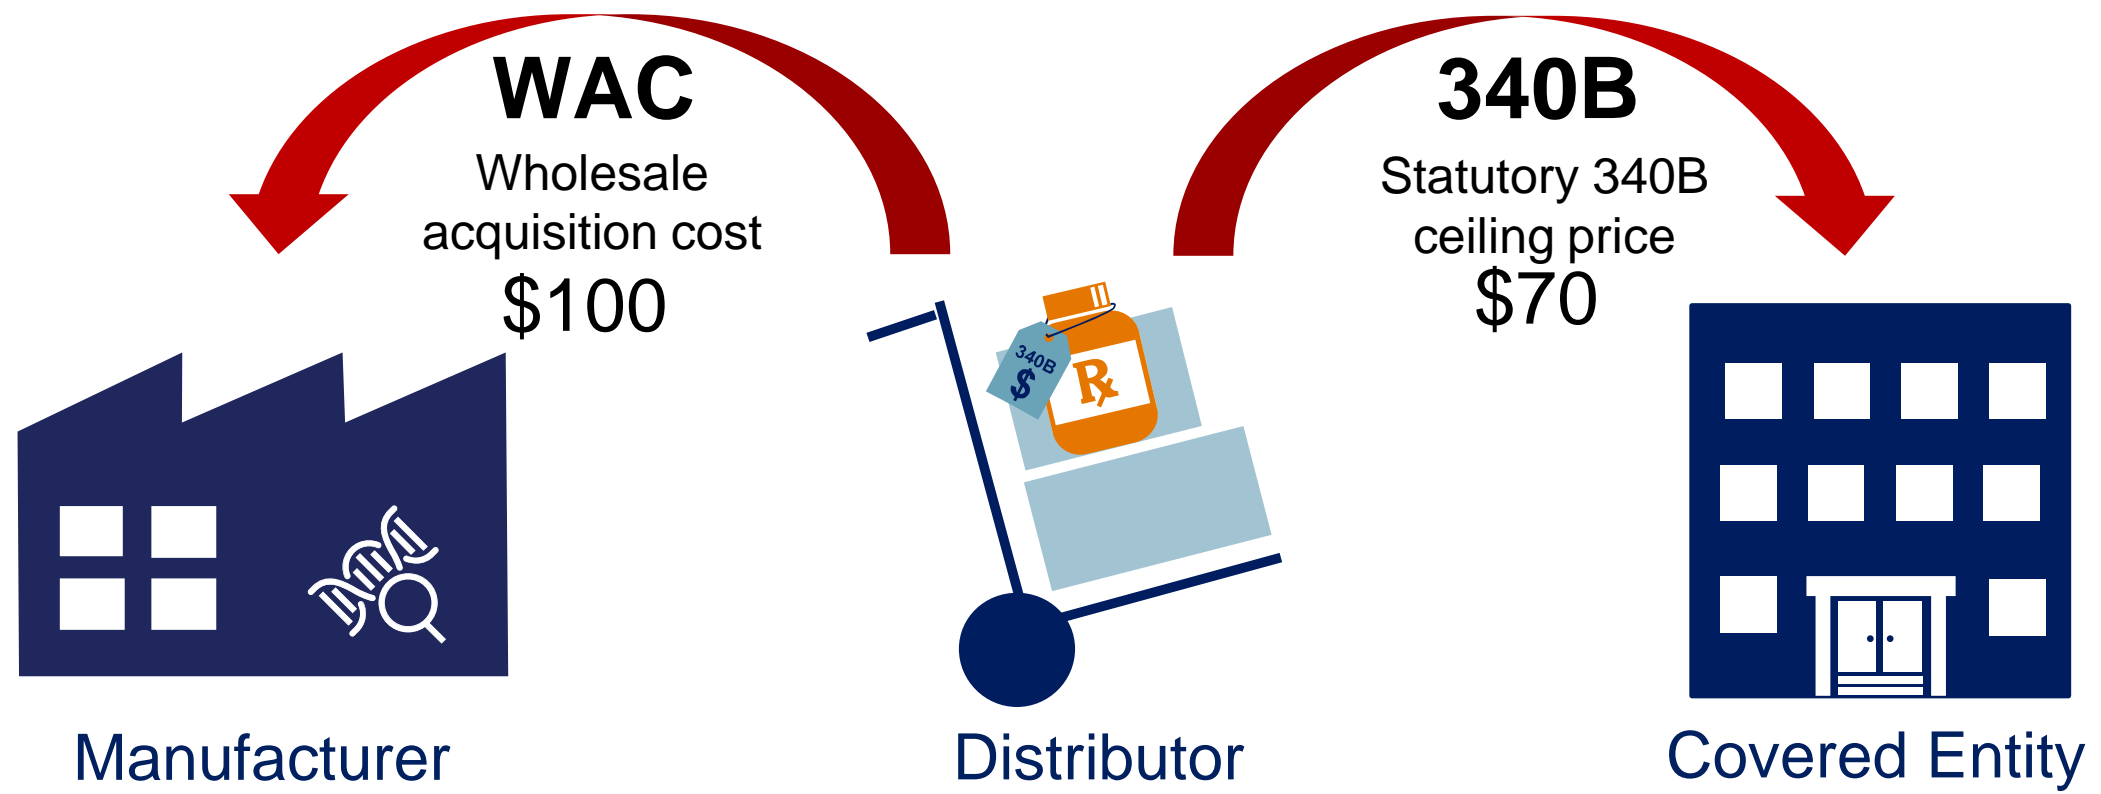 WAC
Wholesale
acquisition cost
$100
340B
Statutory 340B
ceiling price
$70
340B
$
Rx
Manufacturer
Distributor
Covered Entity